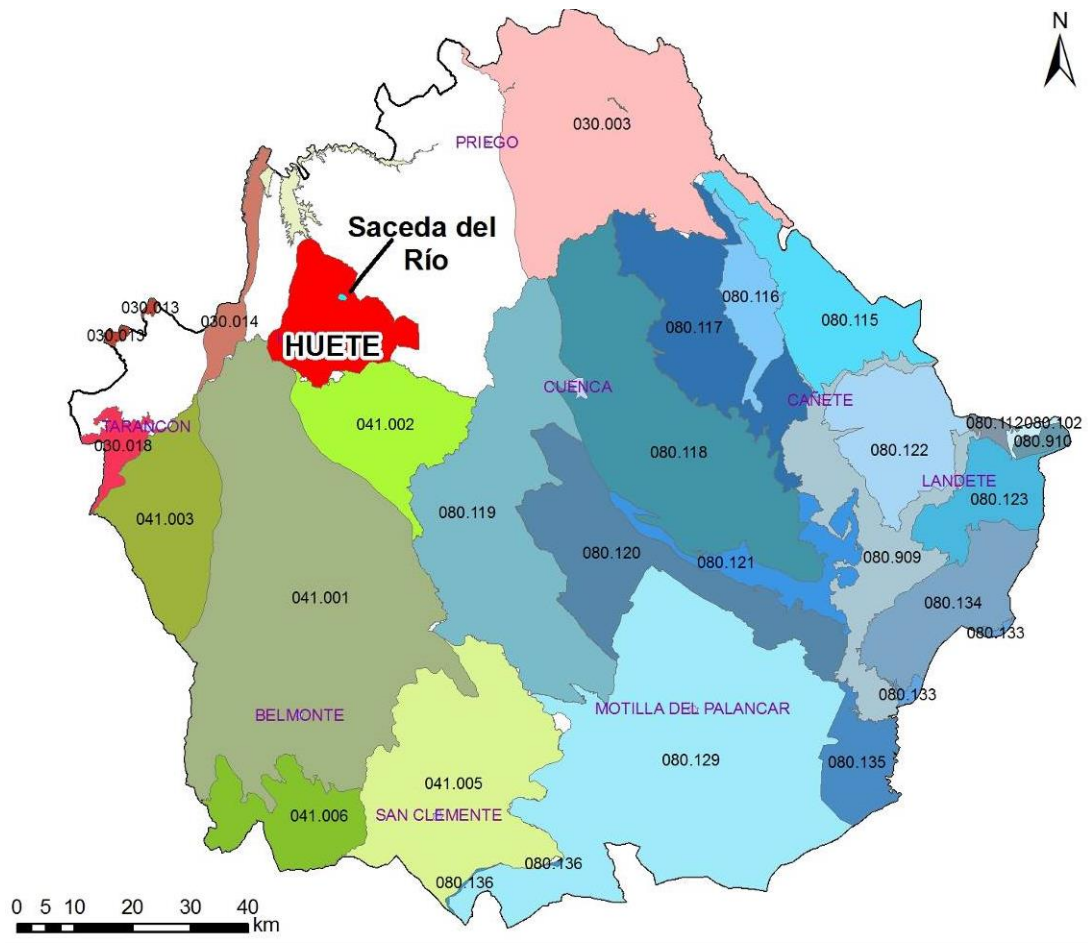 N
030.003
PRIEGO
Saceda del
Río
080.116
030.013
030.013
030.014
080.117
080.115
HUETE
CUENCA
CAÑETE
041.002
TARANCÓN
030.018
080.112
080.102
080.910
080.118
080.122
LANDETE
080.123
041.003
080.119
080.120
080.121
080.909
041.001
080.134
080.133
080.133
BELMONTE
MOTILLA DEL PALANCAR
080.129
080.135
041.005
041.006
SAN CLEMENTE
080.136
080.136
0 5 10 20 30 40
km